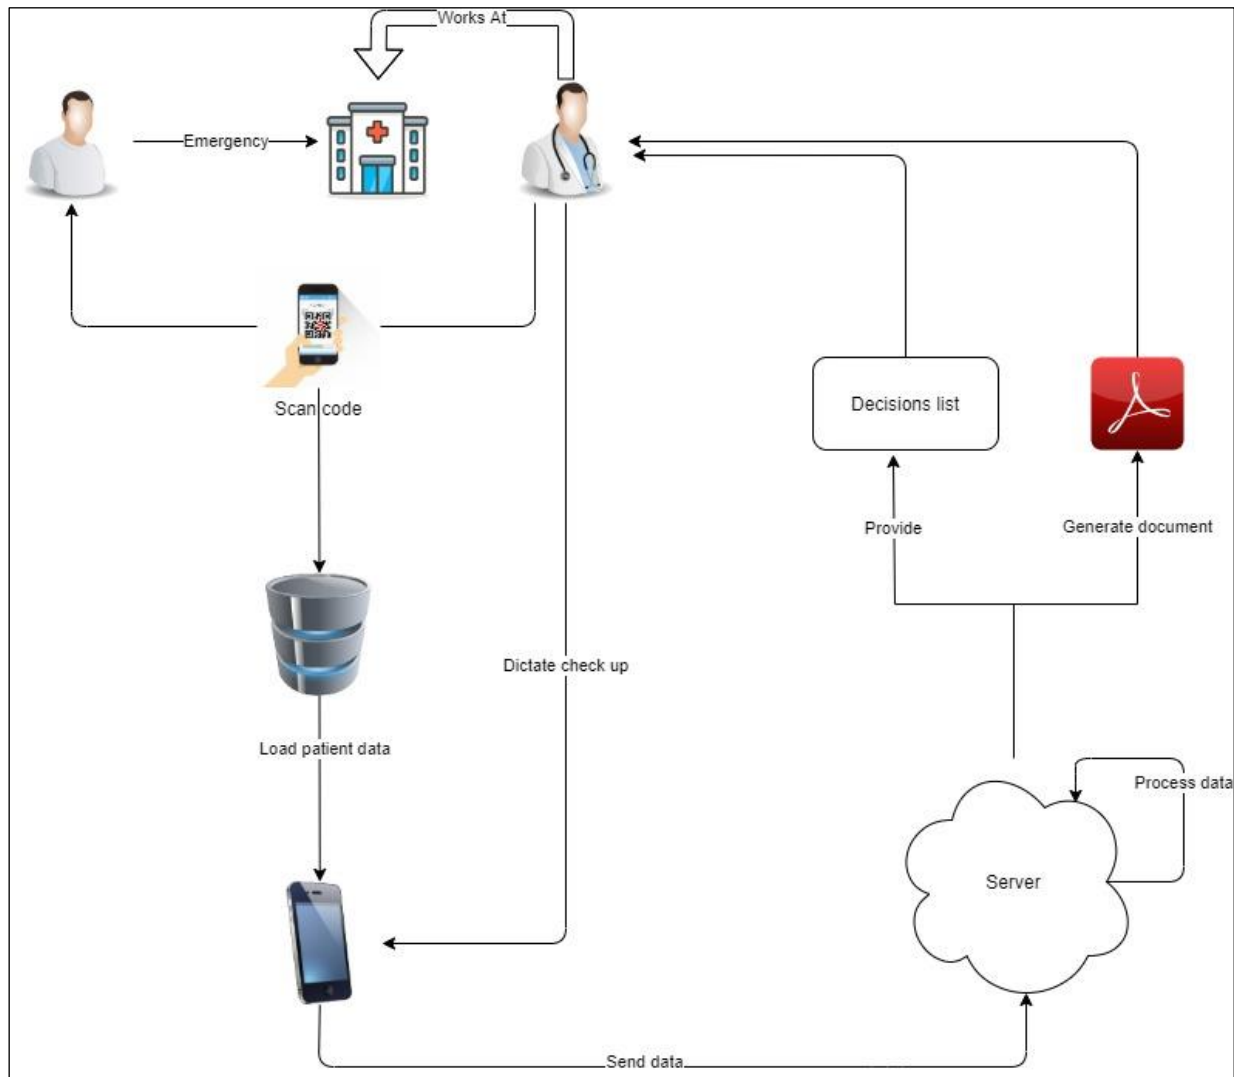 Works At
Emergency
Scan code
Decisions list
Provide
Generate document
Dictate check up
Load patient data
Process data
Server
Send data